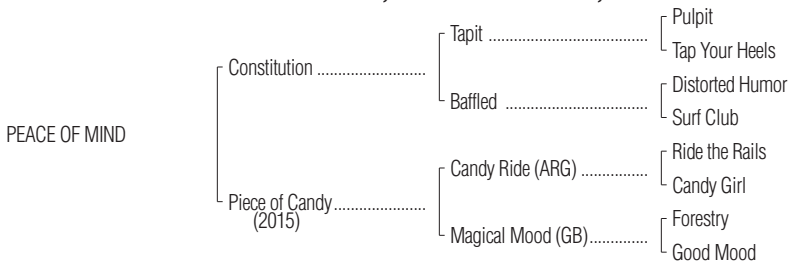 Pulpit
Tapit ......................................
Tap Your Heels
Constitution ..........................
Distorted Humor
Baffled ..................................
Surf Club
PEACE OF MIND
Ride the Rails
Candy Ride (ARG) ................
Candy Girl
Piece of Candy......................
(2015)
Forestry
Magical Mood (GB)..............
Good Mood